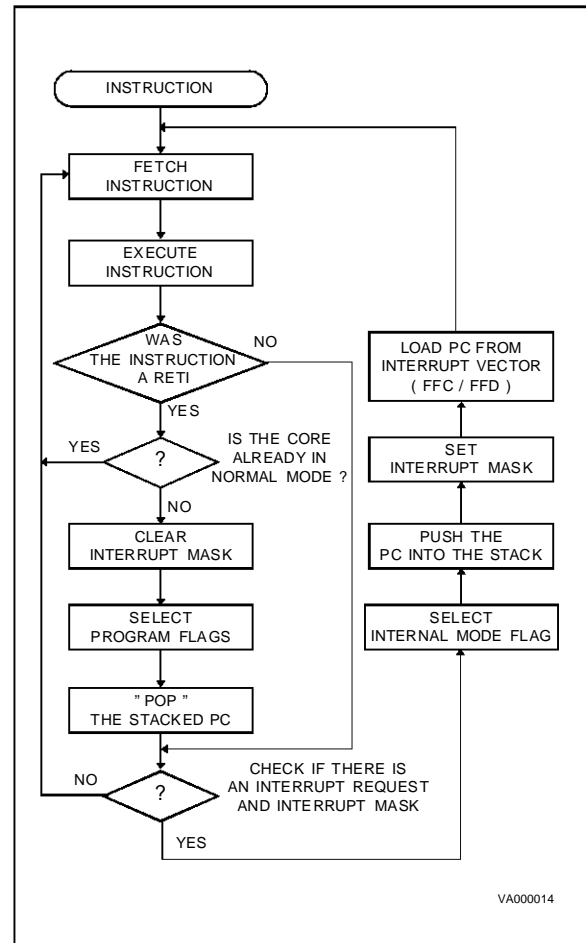 INSTRUCTION
FETCH
INSTRUCTION
EXECUTE
INSTRUCTION
WAS
THE INSTRUCTION
A RETI
NO
YES
YES
?
IS THE CORE
ALREADY IN
NORMAL MODE ?
NO
CLEAR
INTERRUPT MASK
SELECT
PROGRAM FLAGS
" POP "
THE STACKED PC
NO
?
CHECK IF THERE IS
AN INTERRUPT REQUEST
AND INTERRUPT MASK
YES
SELECT
INTERNAL MODE FLAG
PUSH THE
PC INTO THE STACK
SET
INTERRUPT MASK
LOAD PC FROM
INTERRUPT VECTOR
( FFC / FFD )
VA000014